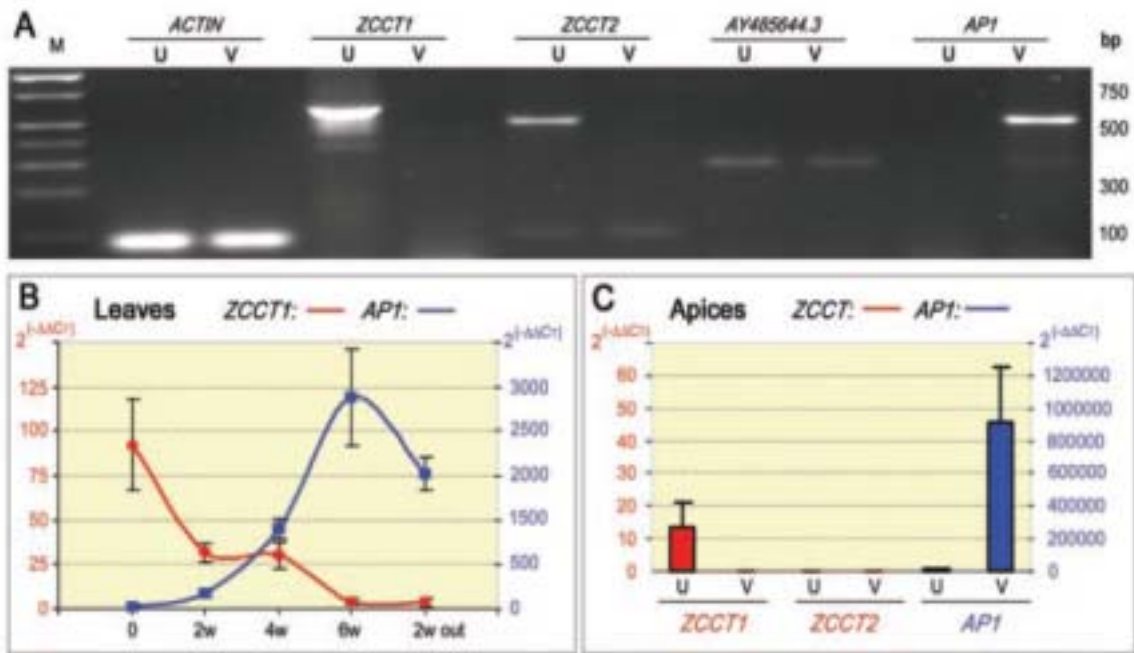 A
M
ACTIN ZCCT1 ZCCT2 AY485644.3 AP1
U V U V U V U V U V
bp
750
500
300
100
B Leaves ZCCT1: AP1:
2(-ΔΔCT) 2(-ΔΔCT)
125 3000
100 2500
75 2000
50 1500
25 500
0 0
0 2w 4w 6w 2w out
C Apices ZCCT: AP1:
2(-ΔΔCT) 2(-ΔΔCT)
60 1200000
50 1000000
40 800000
30 600000
20 400000
10 200000
0 0
U V U V U V
ZCCT1 ZCCT2 AP1